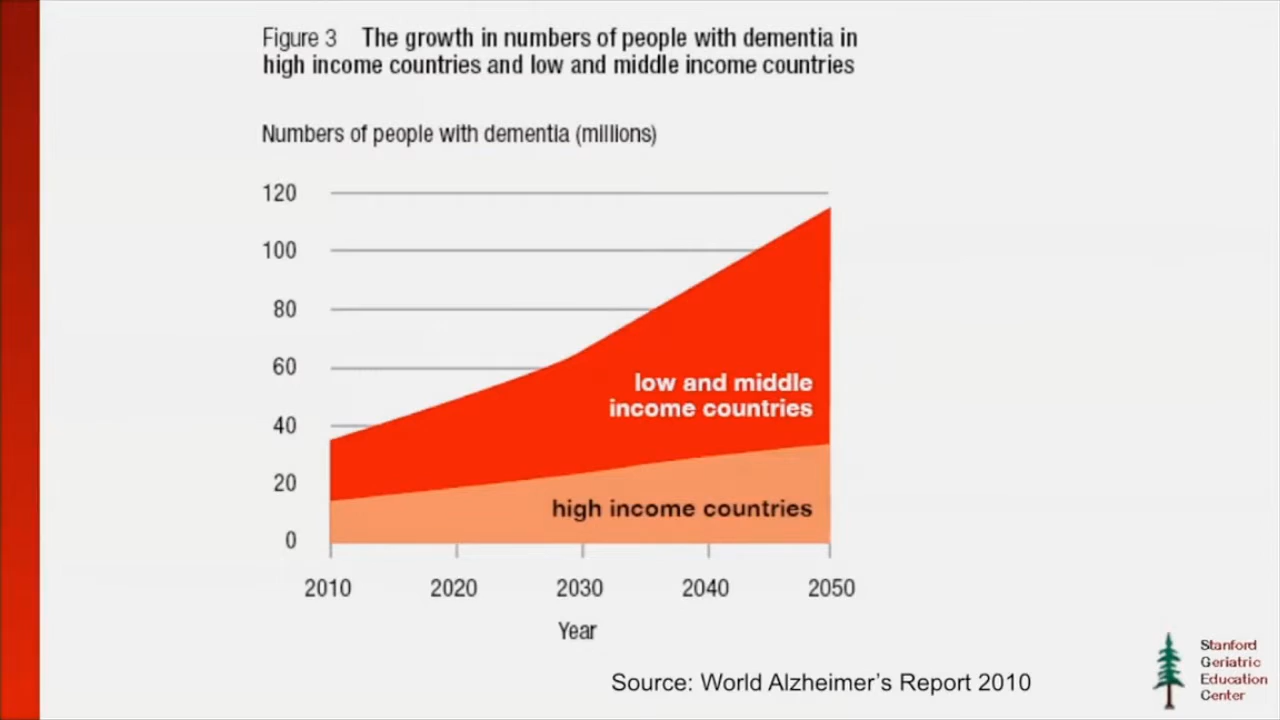 Figure 3 The growth in numbers of people with dementia in
high income countries and low and middle income countries
Numbers of people with dementia (millions)
120
100
80
60
40
20
0
low and middle
income countries
high income countries
2010 2020 2030 2040 2050
Year
Source: World Alzheimer's Report 2010
Stanford
Geriatric
Education
Center